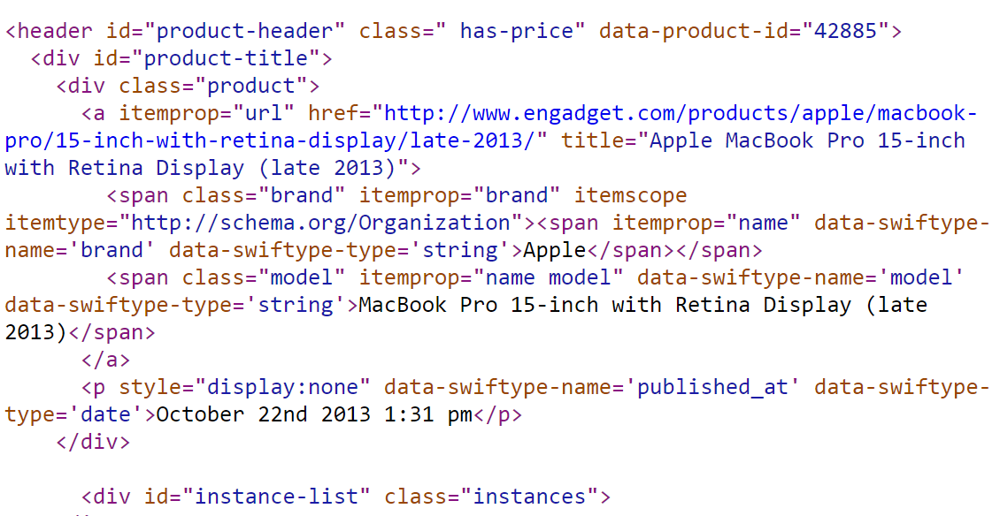 <header id="product-header" class=" has-price" data-product-id="42885">
<div id="product-title">
<div class="product">
<a itemprop="url" href="http://www.engadget.com/products/apple/macbook-
pro/15-inch-with-retina-display/late-2013/" title="Apple MacBook Pro 15-inch
with Retina Display (late 2013)">
<span class="brand" itemprop="brand" itemscope
itemtype="http://schema.org/Organization"><span itemprop="name" data-swiftype-
name='brand' data-swiftype-type='string'>Apple</span></span>
<span class="model" itemprop="name model" data-swiftype-name='model'
data-swiftype-type='string'>MacBook Pro 15-inch with Retina Display (late
2013)</span>
</a>
<p style="display:none" data-swiftype-name='published_at' data-swiftype-
type='date'>October 22nd 2013 1:31 pm</p>
</div>
<div id="instance-list" class="instances">